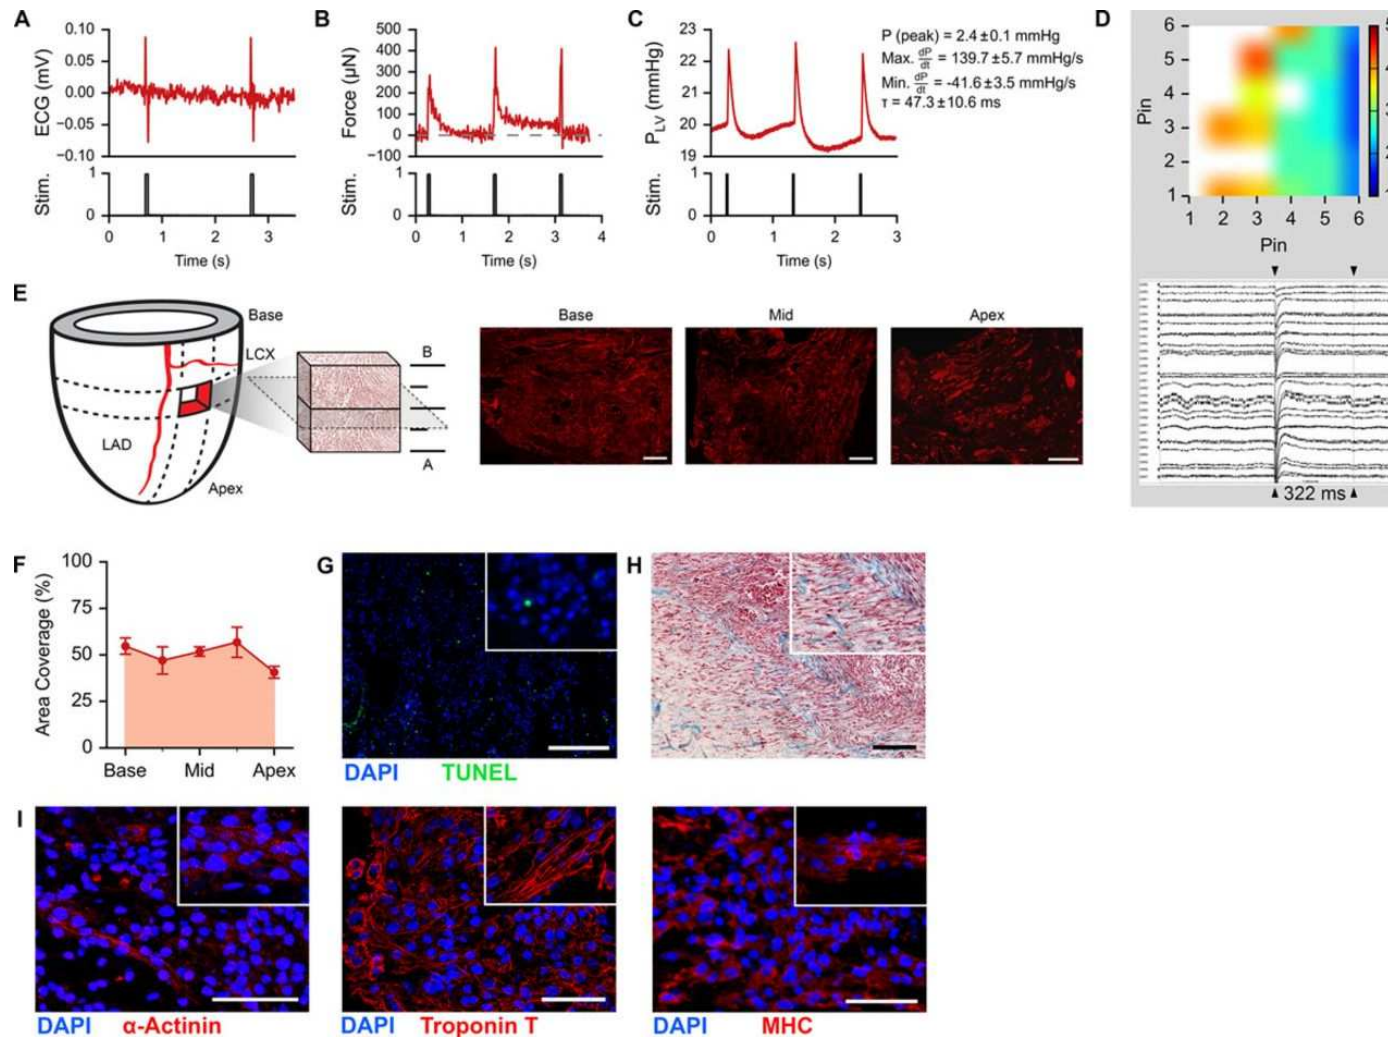 A
ECG (mV)
0.10
0.05
0.00
−0.05
−0.10
Stim.
1
0
0 1 2 3
Time (s)
B
Force (µN)
500
400
300
200
100
0
−100
Stim.
1
0
0 1 2 3 4
Time (s)
C
P LV (mmHg)
23
22
21
20
19
Stim.
1
0
0 1 2 3
Time (s)
P (peak) = 2.4±0.1 mmHg
Max. dP/dt = 139.7±5.7 mmHg/s
Min. dP/dt = -41.6±3.5 mmHg/s
τ = 47.3±10.6 ms
D
Pin
6
5
4
3
2
1
1 2 3 4 5 6
Pin
322 ms
E
Base
LCX
LAD
Apex
B
A
Base Mid Apex
F
Area Coverage (%)
100
75
50
25
0
Base Mid Apex
G
DAPI TUNEL
H
I
DAPI α-Actinin
DAPI Troponin T
DAPI MHC